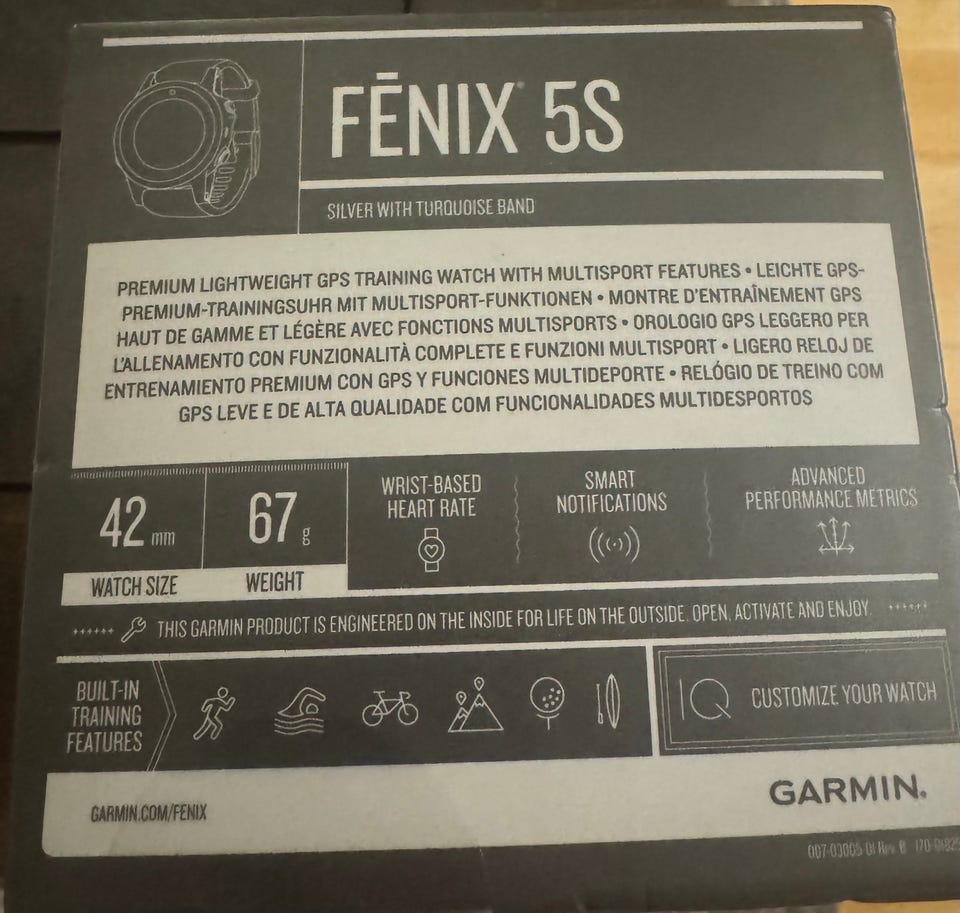 FĒNIX® 5S
SILVER WITH TURQUOISE BAND
PREMIUM LIGHTWEIGHT GPS TRAINING WATCH WITH MULTISPORT FEATURES • LEICHTE GPS-
PREMIUM-TRAININGSUHR MIT MULTISPORT-FUNKTIONEN • MONTRE D'ENTRAÎNEMENT GPS
HAUT DE GAMME ET LÉGÈRE AVEC FONCTIONS MULTISPORTS • OROLOGIO GPS LEGGERO PER
L'ALLENAMENTO CON FUNZIONALITÀ COMPLETE E FUNZIONI MULTISPORT • LIGERO RELOJ DE
ENTRENAMIENTO PREMIUM CON GPS Y FUNCIONES MULTIDEPORTE • RELÓGIO DE TREINO COM
GPS LEVE E DE ALTA QUALIDADE COM FUNCIONALIDADES MULTIDESPORTOS
42 mm
WATCH SIZE
67 g
WEIGHT
WRIST-BASED
HEART RATE
SMART
NOTIFICATIONS
ADVANCED
PERFORMANCE METRICS
THIS GARMIN PRODUCT IS ENGINEERED ON THE INSIDE FOR LIFE ON THE OUTSIDE. OPEN, ACTIVATE AND ENJOY.
BUILT-IN
TRAINING
FEATURES
IQ CUSTOMIZE YOUR WATCH
GARMIN.COM/FENIX
GARMIN.
Rev. B